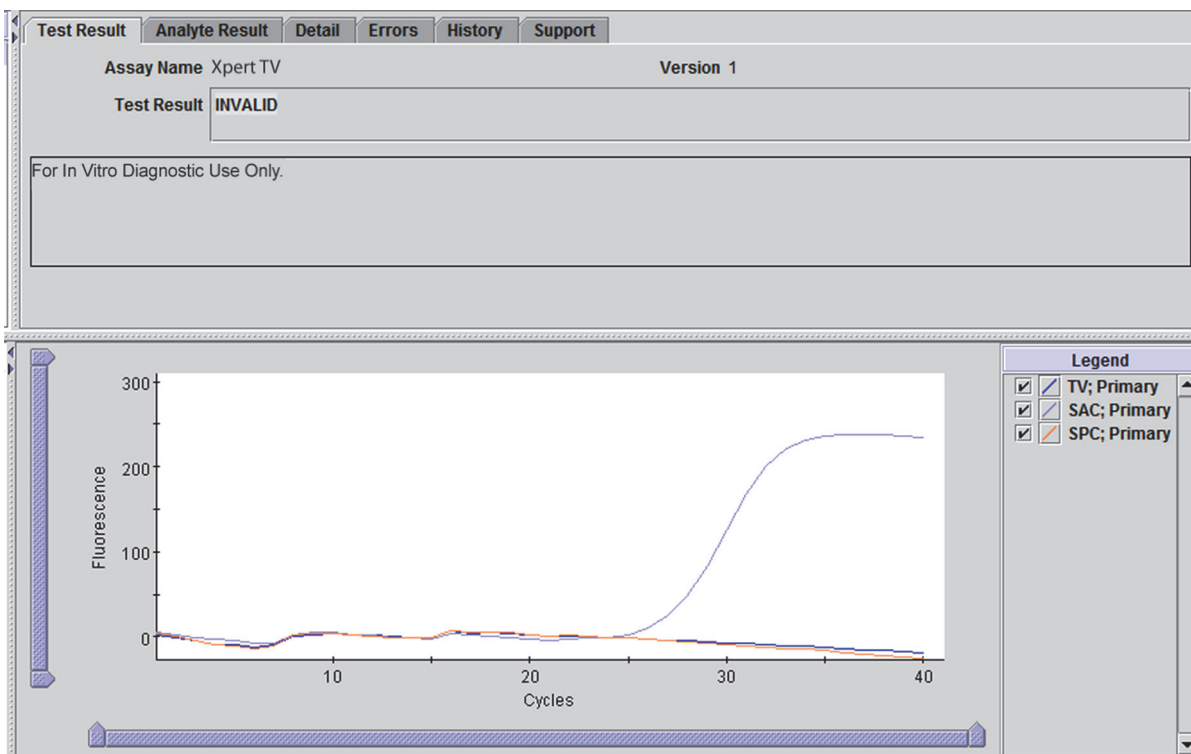 Test Result Analyte Result Detail Errors History Support
Assay Name Xpert TV Version 1
Test Result INVALID
For In Vitro Diagnostic Use Only.
Legend
TV; Primary
SAC; Primary
SPC; Primary
300
200
100
0
Fluorescence
10 20 30 40
Cycles